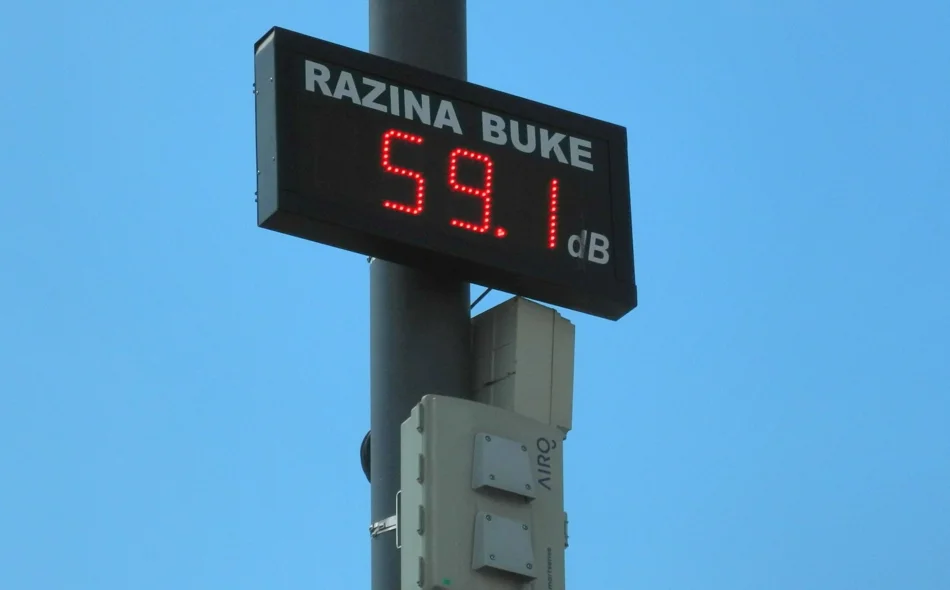 RAZINA BUKE
59.1 dB
AIRQ